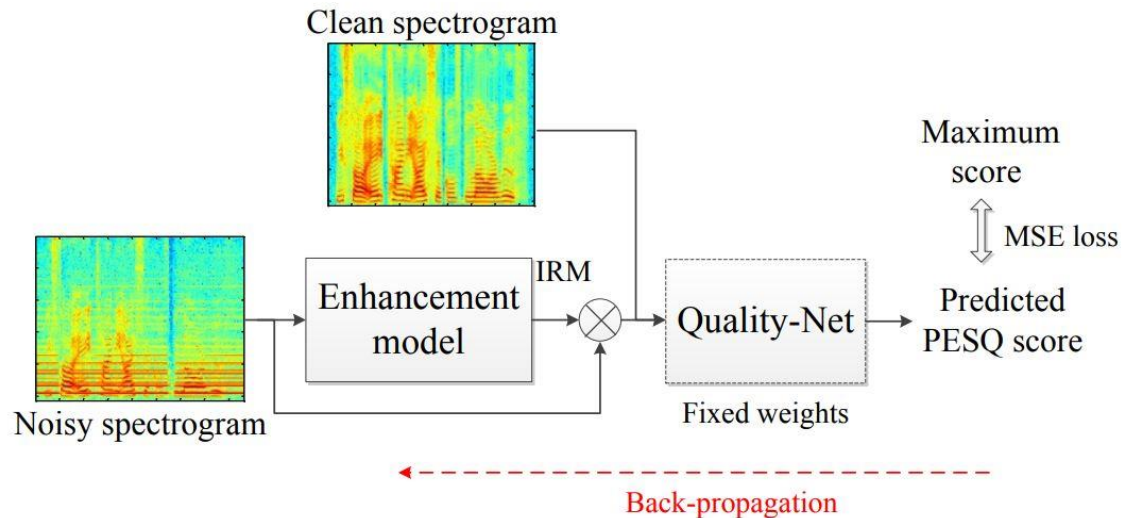 Clean spectrogram
Maximum
score
MSE loss
IRM
Enhancement
model
Quality-Net
Predicted
PESQ score
Noisy spectrogram
Fixed weights
Back-propagation